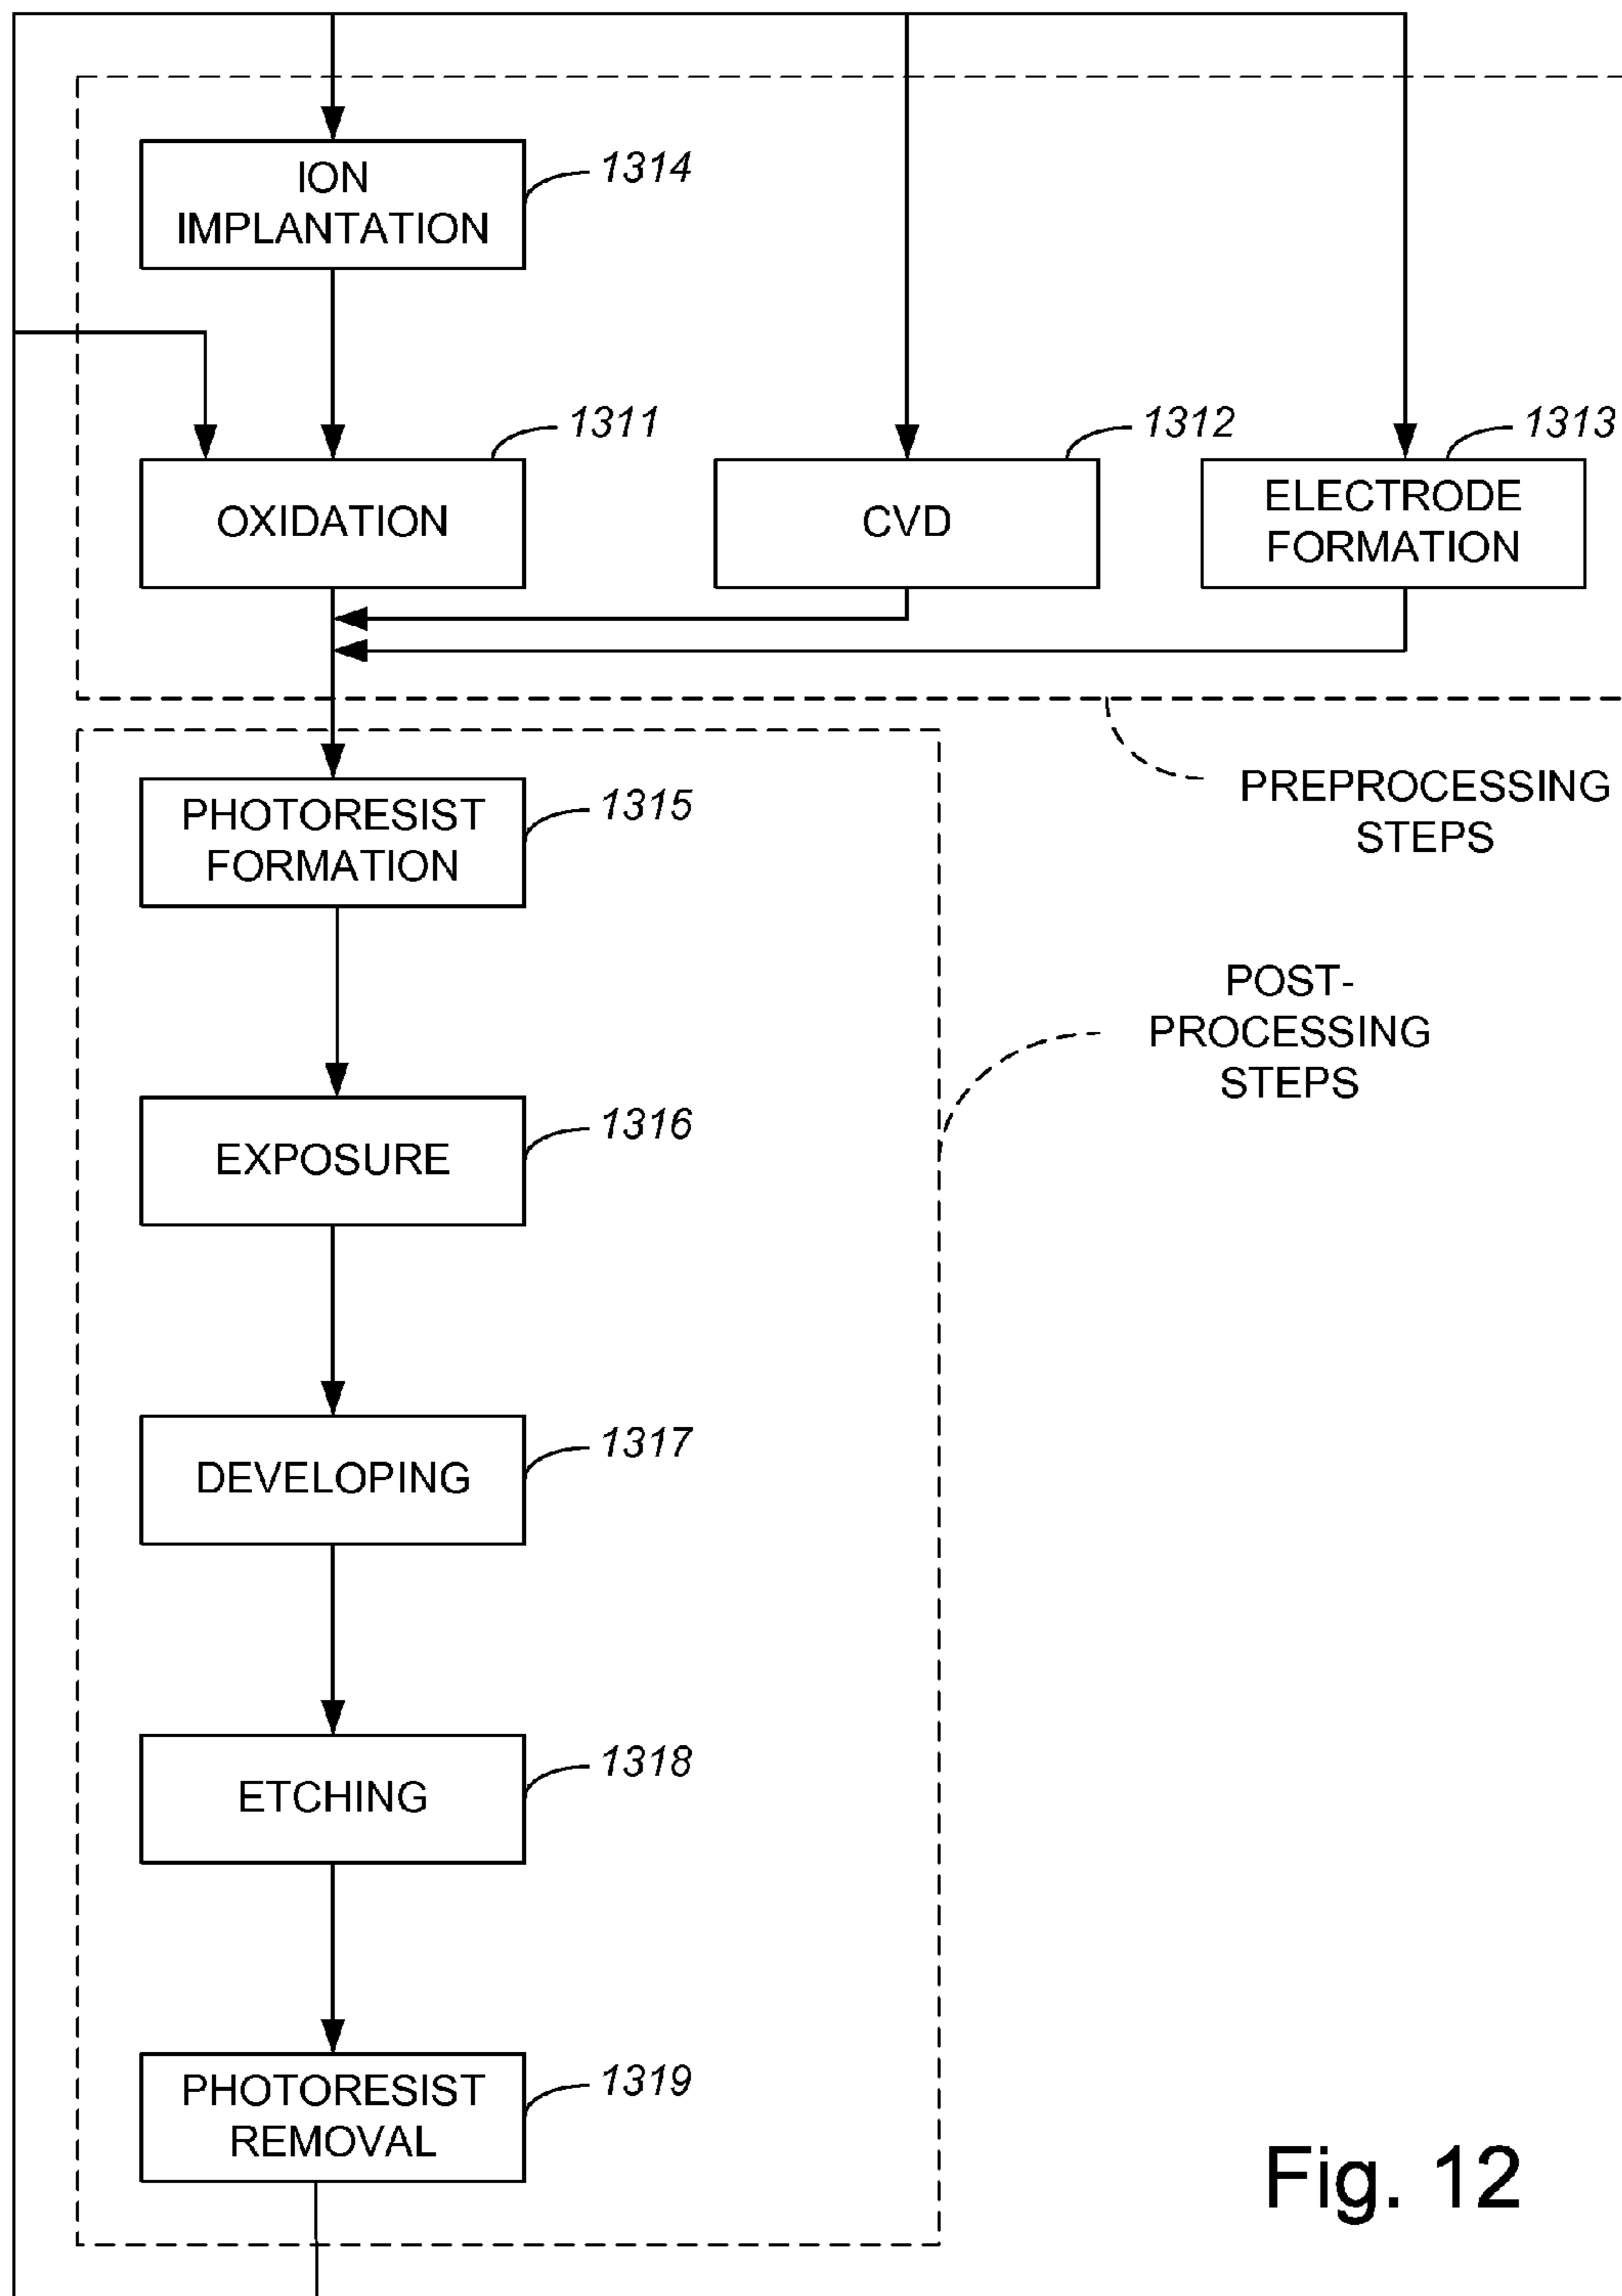 ION
IMPLANTATION
1314
1311
1312
1313
OXIDATION
CVD
ELECTRODE
FORMATION
PREPROCESSING
STEPS
PHOTORESIST
FORMATION
1315
POST-
PROCESSING
STEPS
EXPOSURE
1316
DEVELOPING
1317
ETCHING
1318
PHOTORESIST
REMOVAL
1319
Fig. 12